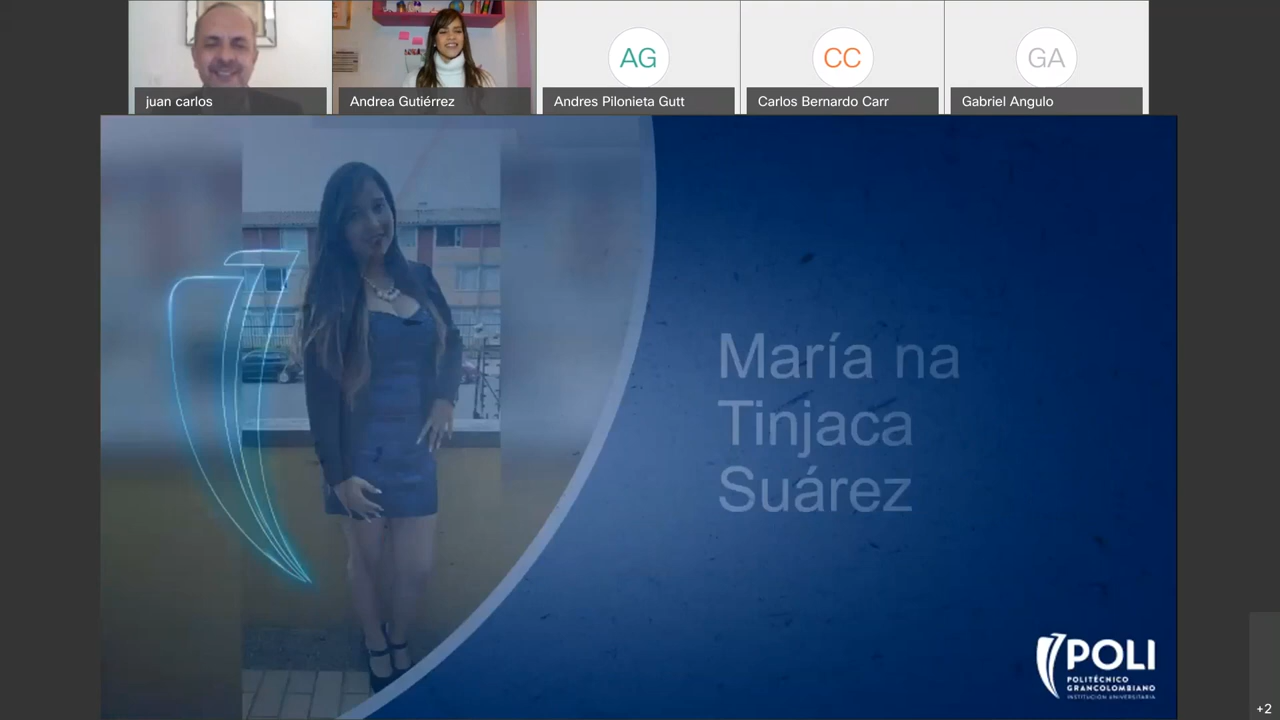 AG
CC
GA
juan carlos
Andrea Gutiérrez
Andres Pilonieta Gutt
Carlos Bernardo Carr
Gabriel Angulo
María na
Tinjaca
Suárez
POLI
POLITÉCNICO
GRANCOLOMBIANO
INSTITUCIÓN UNIVERSITARIA
+2